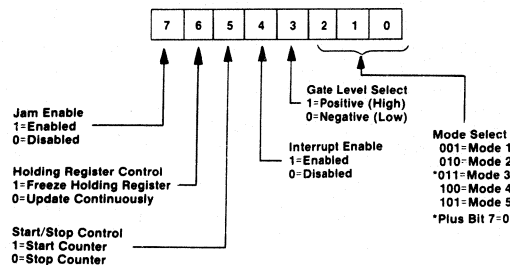 7 6 5 4 3 2 1 0
Gate Level Select
1=Positive (High)
0=Negative (Low)
Jam Enable
1=Enabled
0=Disabled
Interrupt Enable
1=Enabled
0=Disabled
Mode Select
001=Mode 1
010=Mode 2
*011=Mode 3
100=Mode 4
101=Mode 5
*Plus Bit 7=0
Holding Register Control
1=Freeze Holding Register
0=Update Continuously
Start/Stop Control
1=Start Counter
0=Stop Counter